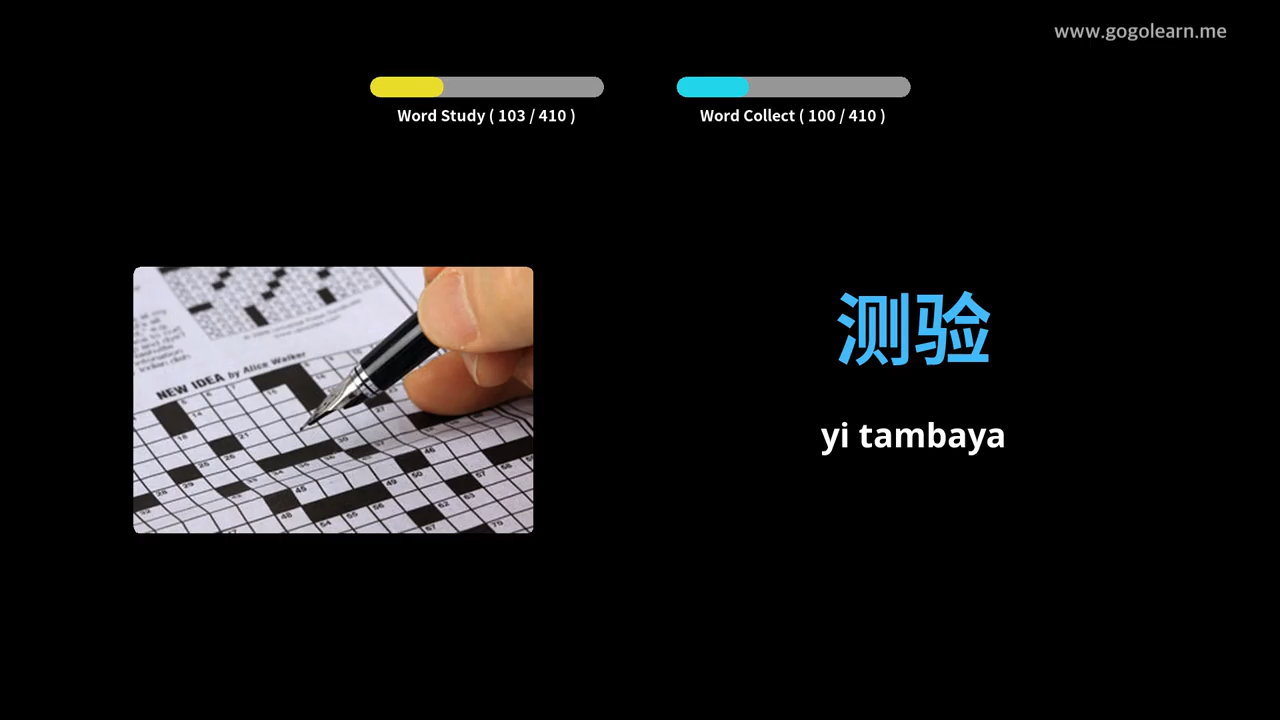 www.gogolearn.me
Word Study ( 103 / 410 )
Word Collect ( 100 / 410 )
测验
yi tambaya
NEW IDEA by Alice Walker